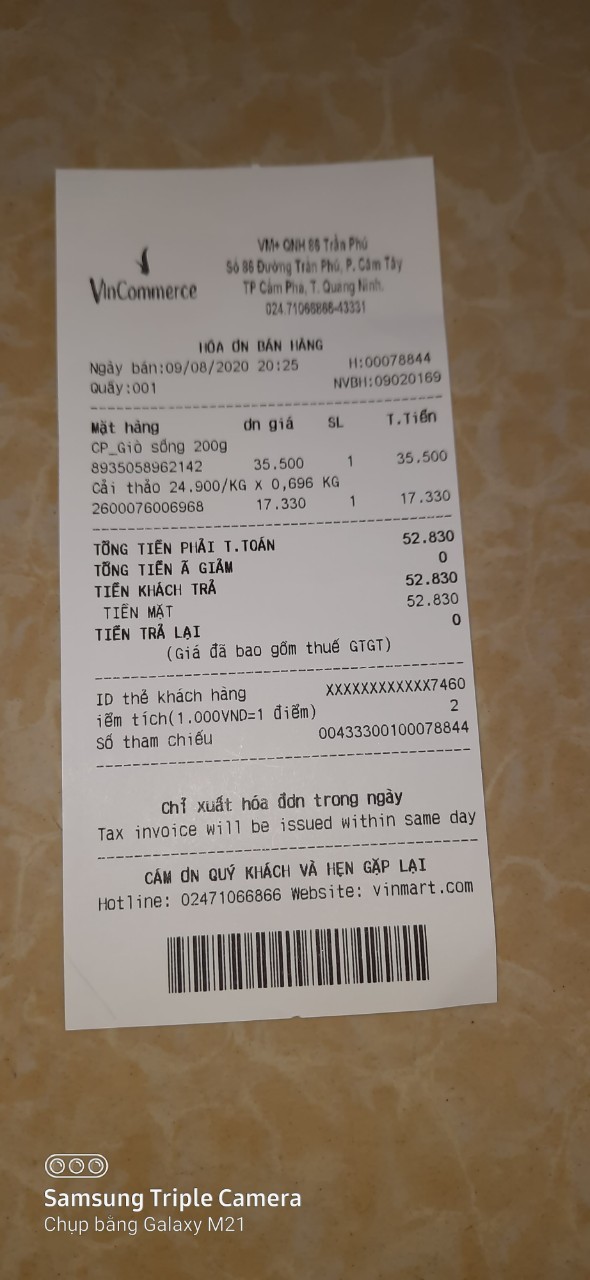 VinCommerce
VM+ QNH 86 Trần Phú
Số 86 Đường Trần Phú, P. Cẩm Tây
TP Cẩm Phả, T. Quảng Ninh.
024.71066866-43331
HÓA ƠN BÁN HÀNG
Ngày bán:09/08/2020 20:25 H:00078844
Quầy:001 NVBH:09020169
Mặt hàng ơn giá SL T.Tiền
CP_Giò sống 200g
8935058962142 35.500 1 35.500
Cải thảo 24.900/KG X 0,696 KG
2600076006968 17.330 1 17.330
TỔNG TIỀN PHẢI T.TOÁN 52.830
TỔNG TIỀN Ã GIẢM 0
TIỀN KHÁCH TRẢ 52.830
TIỀN MẶT 52.830
TIỀN TRẢ LẠI 0
(Giá đã bao gồm thuế GTGT)
ID thẻ khách hàng XXXXXXXXXXXX7460
iểm tích(1.000VND=1 điểm) 2
Số tham chiếu 00433300100078844
Chỉ xuất hóa đơn trong ngày
Tax invoice will be issued within same day
CẢM ƠN QUÝ KHÁCH VÀ HẸN GẶP LẠI
Hotline: 02471066866 Website: vinmart.com
Samsung Triple Camera
Chụp bằng Galaxy M21